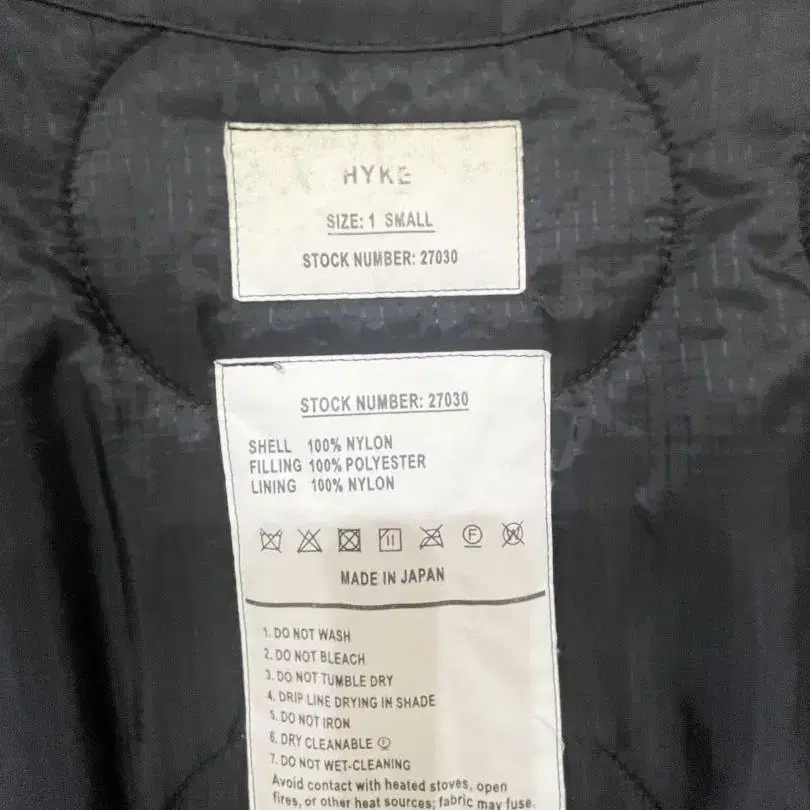 HYKE
SIZE: 1 SMALL
STOCK NUMBER: 27030
STOCK NUMBER: 27030
SHELL 100% NYLON
FILLING 100% POLYESTER
LINING 100% NYLON
MADE IN JAPAN
1. DO NOT WASH
2. DO NOT BLEACH
3. DO NOT TUMBLE DRY
4. DRIP LINE DRYING IN SHADE
5. DO NOT IRON
6. DRY CLEANABLE Ⓕ
7. DO NOT WET-CLEANING
Avoid contact with heated stoves, open
fires, or other heat sources; fabric may fuse.